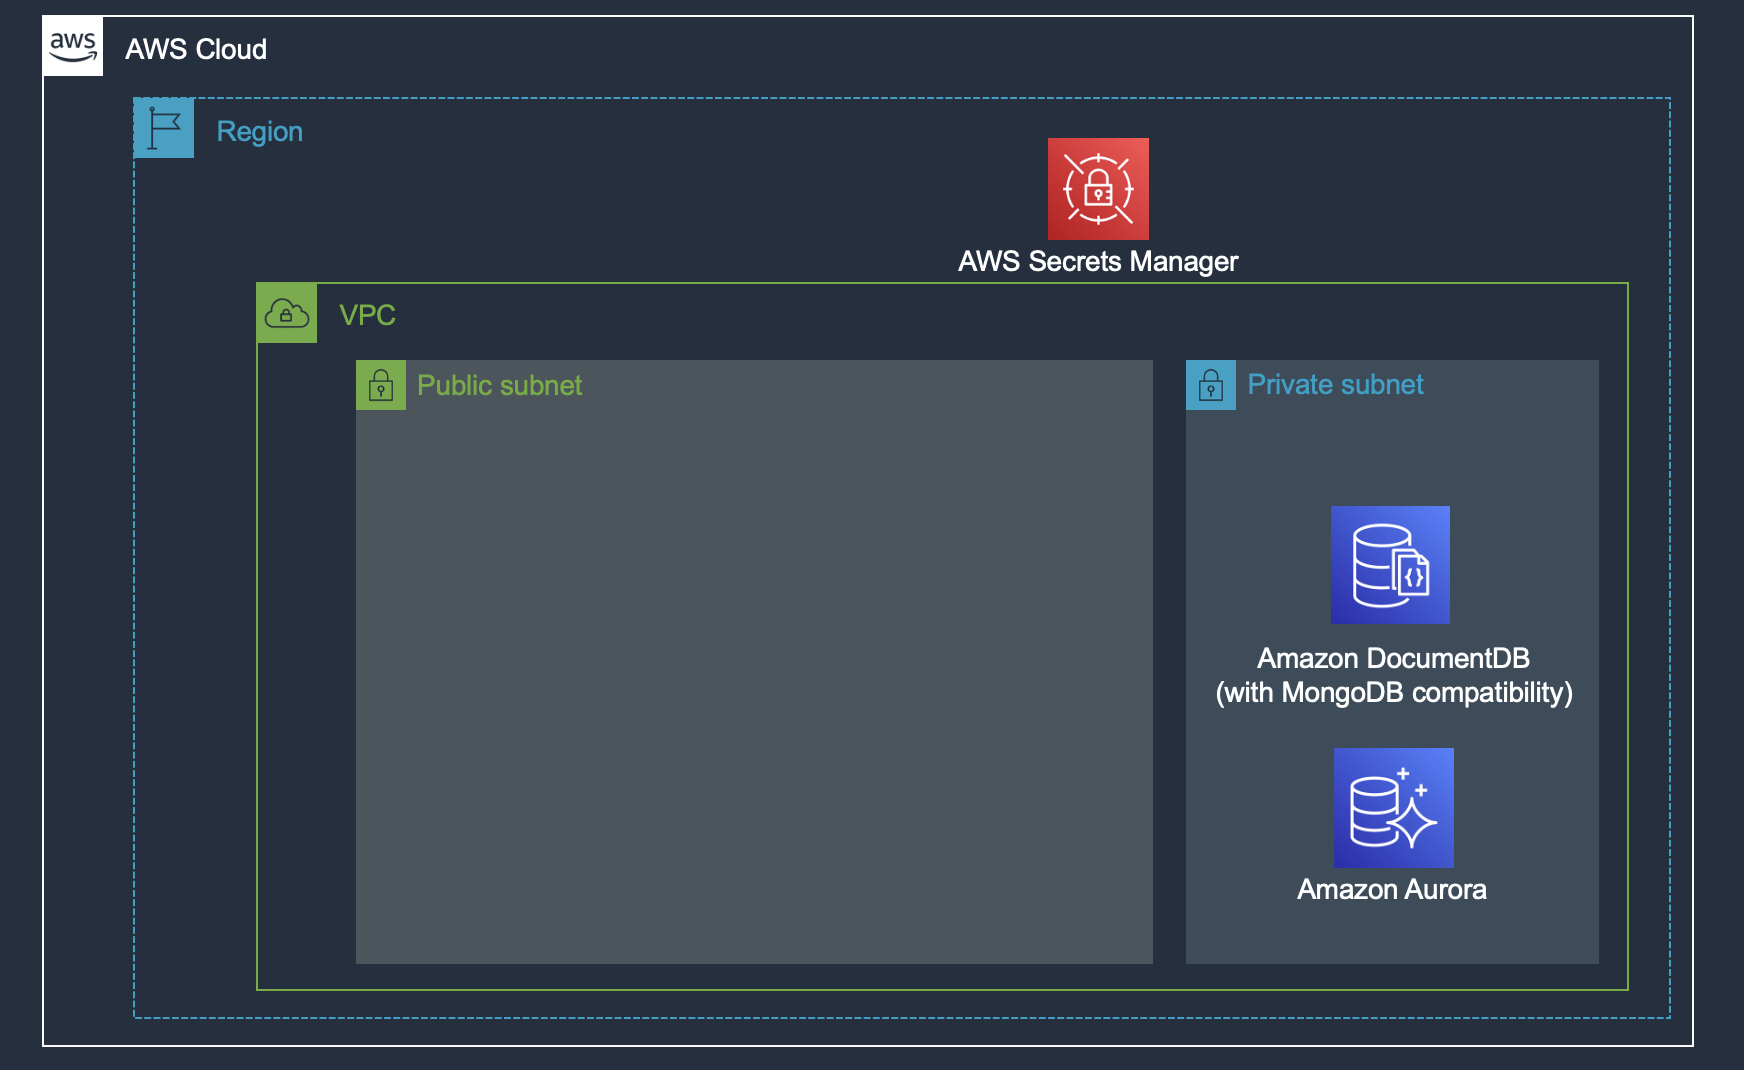 aws
AWS Cloud
Region
AWS Secrets Manager
VPC
Public subnet
Private subnet
Amazon DocumentDB
(with MongoDB compatibility)
Amazon Aurora